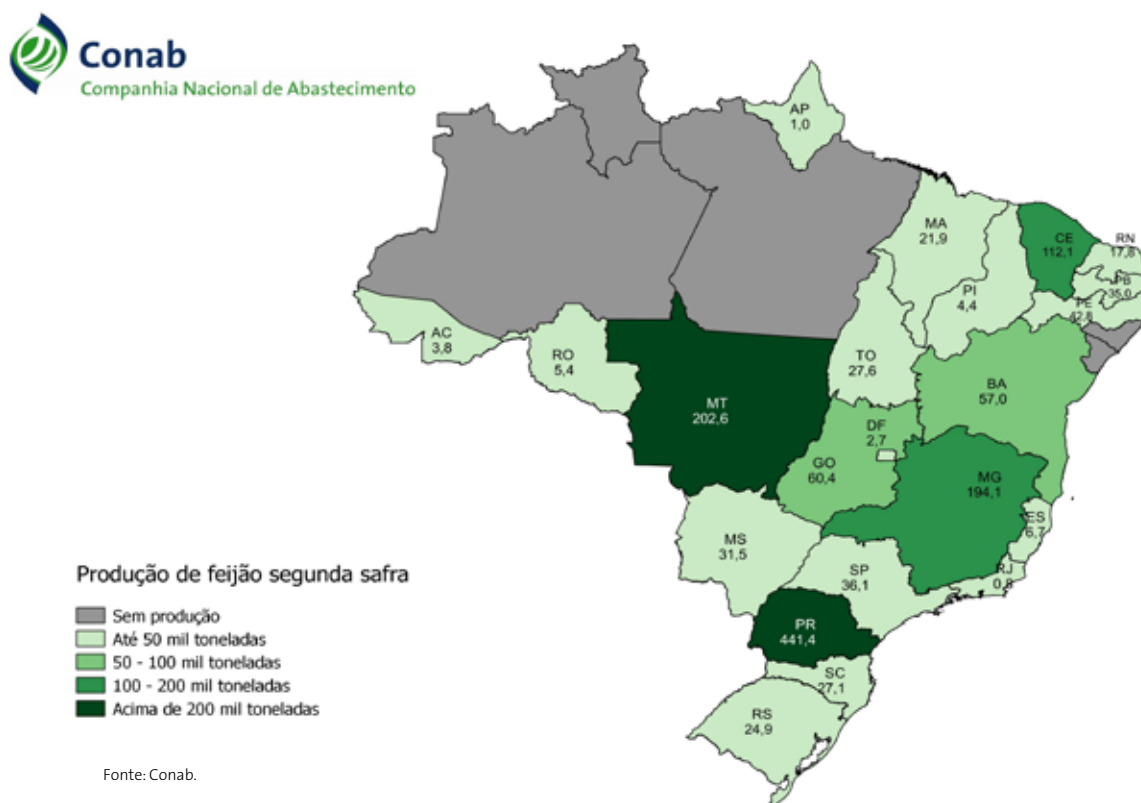 Conab
Companhia Nacional de Abastecimento
AP
1,0
MA
21,9
CE
112,1
RN
17,8
PB
35,0
PI
4,4
PE
42,8
AC
3,8
RO
5,4
TO
27,6
MT
202,6
BA
57,0
DF
2,7
GO
60,4
MG
194,1
ES
6,7
MS
31,5
SP
36,1
RJ
0,8
PR
441,4
SC
27,1
RS
24,9
Produção de feijão segunda safra
Sem produção
Até 50 mil toneladas
50 - 100 mil toneladas
100 - 200 mil toneladas
Acima de 200 mil toneladas
Fonte: Conab.